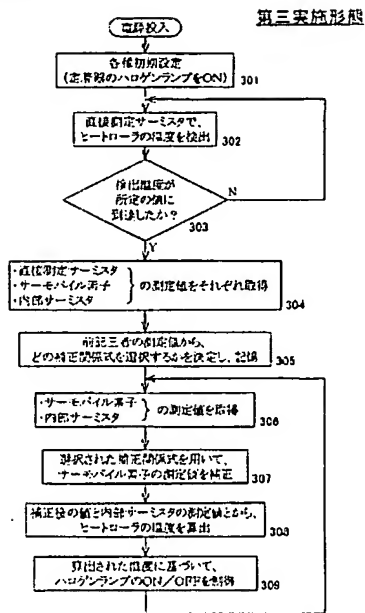 第三実施形態
電源投入
各種初期設定
(定着器のハロゲンランプをON)
301
直接測定サーミスタで、
ヒートローラの温度を検出
302
検出温度が
所定の値に
到達したか?
N
303
Y
・直接測定サーミスタ
・サーモパイル素子
・内部サーミスタ
の測定値をそれぞれ取得
304
前記三者の測定値から、
どの補正関係式を選択するかを決定し、記憶
305
・サーモパイル素子
・内部サーミスタ
の測定値を取得
306
選択された補正関係式を用いて、
サーモパイル素子の測定値を補正
307
補正後の値と内部サーミスタの測定値とから、
ヒートローラの温度を算出
308
算出された温度に基づいて、
ハロゲンランプのON/OFFを制御
309